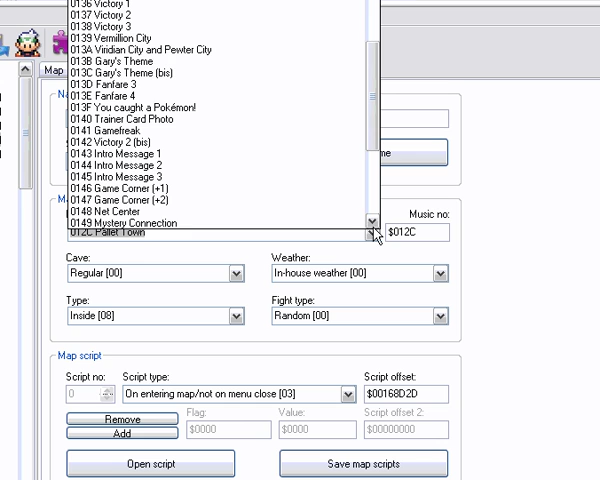 0136 Victory 1
0137 Victory 2
0138 Victory 3
0139 Vermillion City
013A Viridian City and Pewter City
013B Gary's Theme
013C Gary's Theme (bis)
013D Fanfare 3
013E Fanfare 4
013F You caught a Pokémon!
0140 Trainer Card Photo
0141 Gamefreak
0142 Victory 2 (bis)
0143 Intro Message 1
0144 Intro Message 2
0145 Intro Message 3
0146 Game Corner (+1)
0147 Game Corner (+2)
0148 Net Center
0149 Mystery Connection
Map
Music no:
012C Pallet Town
$012C
Cave:
Weather:
Regular [00]
In-house weather [00]
Type:
Fight type:
Inside [08]
Random [00]
Map script
Script no:
Script type:
Script offset:
0
On entering map/not on menu close [03]
$00168D2D
Remove
Flag:
Value:
Script offset 2:
Add
$0000
$0000
$00000000
Open script
Save map scripts